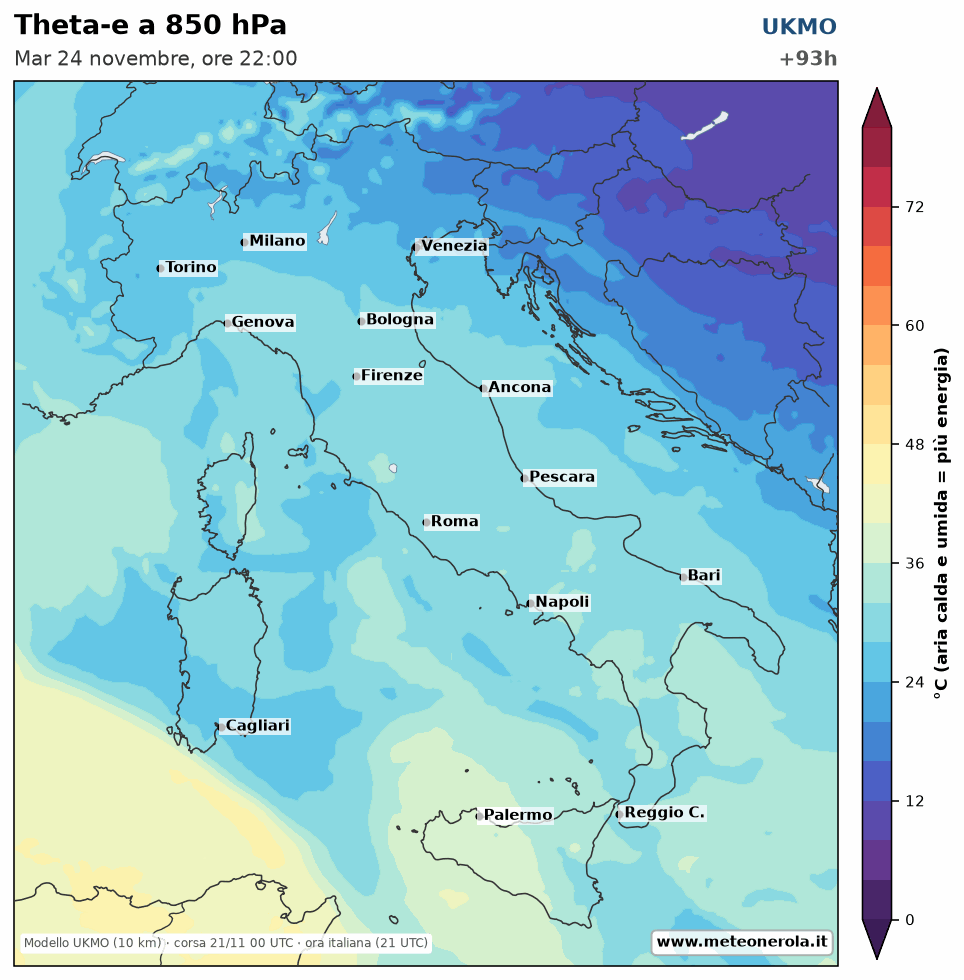 Theta-e a 850 hPa
UKMO
Mar 24 novembre, ore 22:00
+93h
Milano
Venezia
Torino
Genova
Bologna
Firenze
Ancona
Pescara
Roma
Bari
Napoli
Cagliari
Palermo
Reggio C.
72
60
48
36
24
12
0
°C (aria calda e umida = più energia)
Modello UKMO (10 km) · corsa 21/11 00 UTC · ora italiana (21 UTC)
www.meteonerola.it